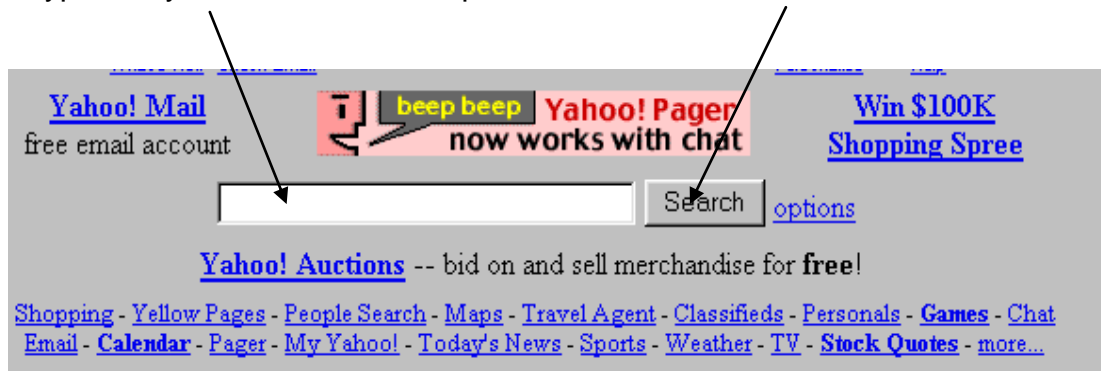 Yahoo! Mail
free email account
beep beep Yahoo! Pager
now works with chat
Win $100K
Shopping Spree
Search options
Yahoo! Auctions -- bid on and sell merchandise for free!
Shopping - Yellow Pages - People Search - Maps - Travel Agent - Classifieds - Personals - Games - Chat
Email - Calendar - Pager - My Yahoo! - Today's News - Sports - Weather - TV - Stock Quotes - more...